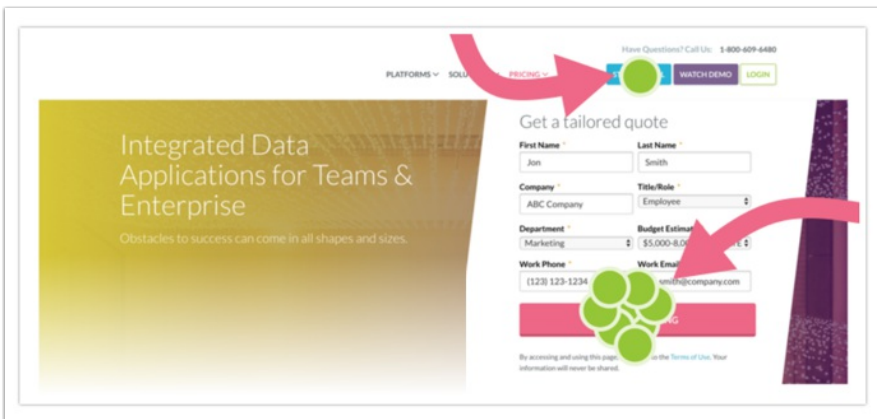 Have Questions? Call Us: 1-800-609-6480
PLATFORMS PRICING WATCH DEMO LOGIN
Integrated Data
Applications for Teams &
Enterprise
Obstacles to success can come in all shapes and sizes.
Get a tailored quote
First Name * Last Name *
Jon Smith
Company * Title/Role *
ABC Company Employee
Department * Budget
Marketing
Work Phone * Work
(123) 123-1234 smith@company.com
By accessing and using this page, to the Terms of Use. Your
information will never be shared.